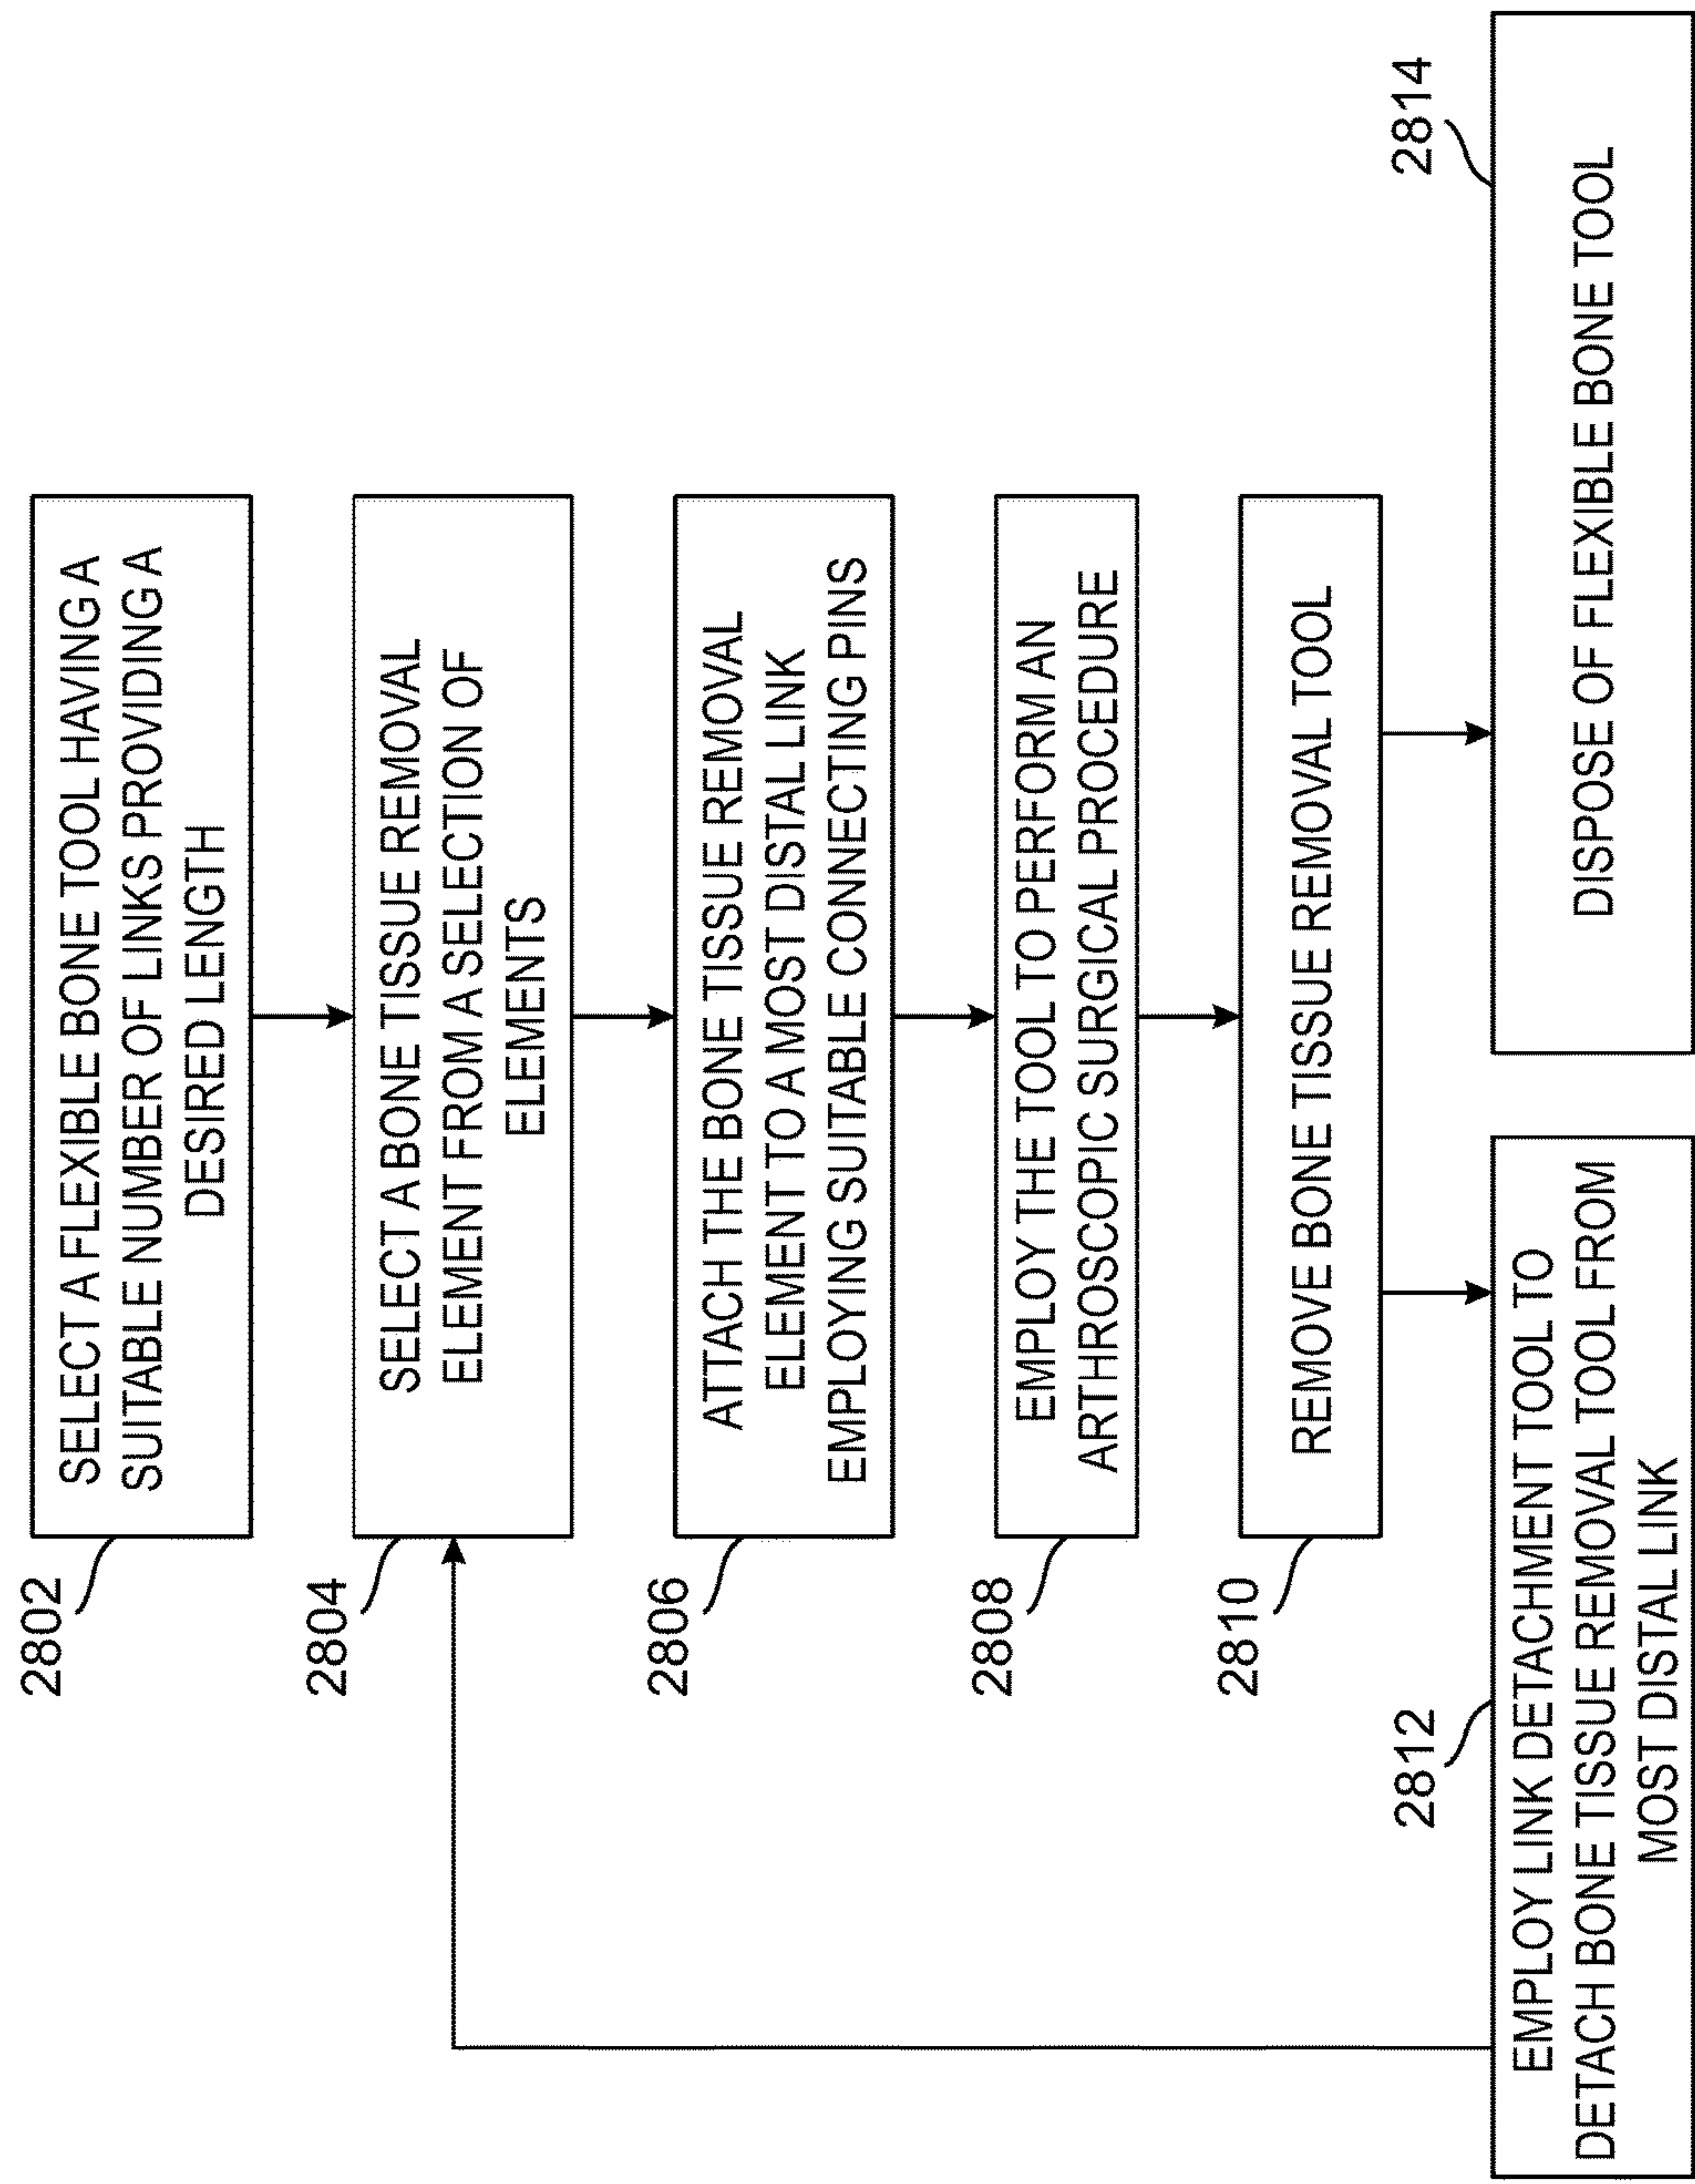 2802
SELECT A FLEXIBLE BONE TOOL HAVING A
SUITABLE NUMBER OF LINKS PROVIDING A
DESIRED LENGTH
2804
SELECT A BONE TISSUE REMOVAL
ELEMENT FROM A SELECTION OF
ELEMENTS
2806
ATTACH THE BONE TISSUE REMOVAL
ELEMENT TO A MOST DISTAL LINK
EMPLOYING SUITABLE CONNECTING PINS
2808
EMPLOY THE TOOL TO PERFORM AN
ARTHROSCOPIC SURGICAL PROCEDURE
2810
REMOVE BONE TISSUE REMOVAL TOOL
2812
EMPLOY LINK DETACHMENT TOOL TO
DETACH BONE TISSUE REMOVAL TOOL FROM
MOST DISTAL LINK
2814
DISPOSE OF FLEXIBLE BONE TOOL